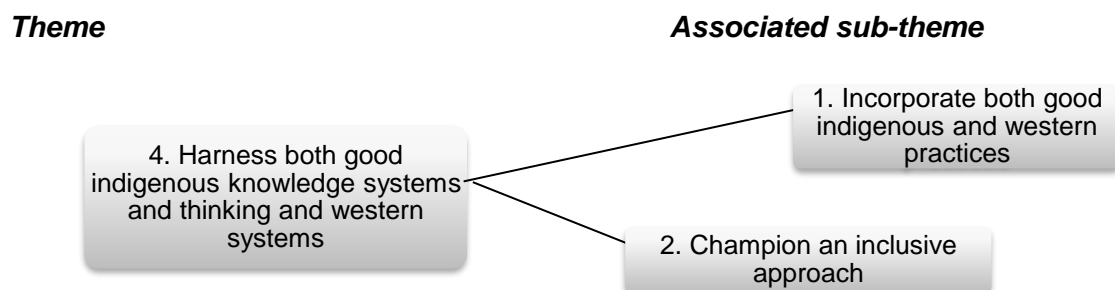 Theme
Associated sub-theme
1. Incorporate both good
indigenous and western
practices
4. Harness both good
indigenous knowledge systems
and thinking and western
systems
2. Champion an inclusive
approach